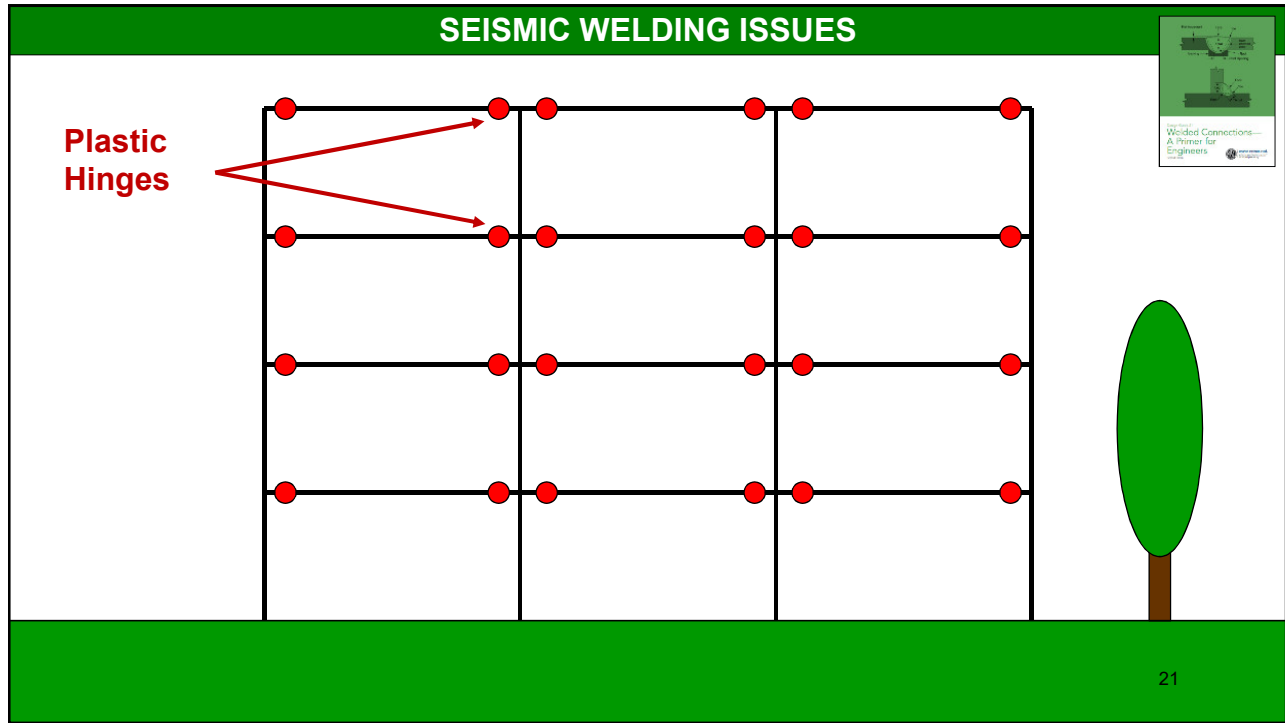 SEISMIC WELDING ISSUES
Plastic
Hinges
Welded Connections—
A Primer for
Engineers
21